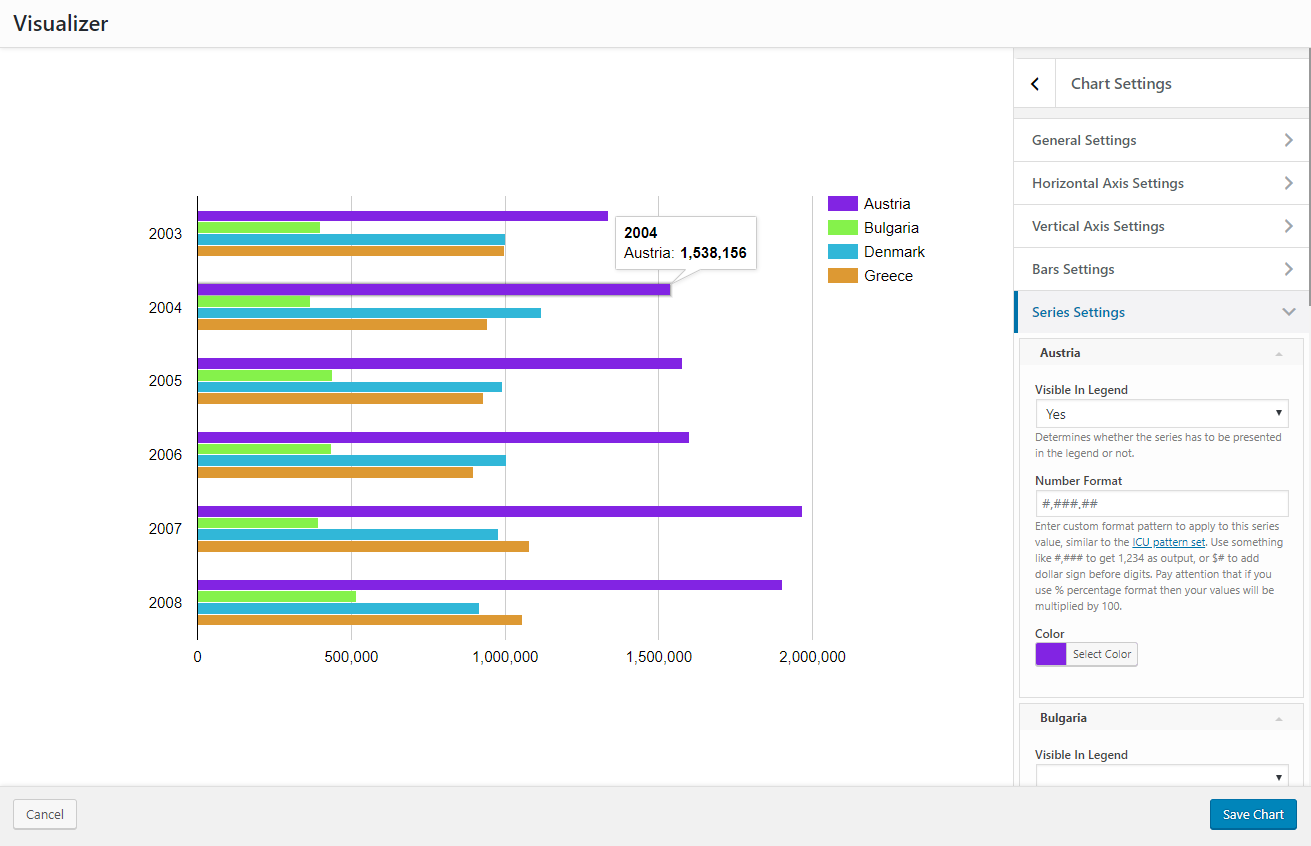 Visualizer
2003
2004
2005
2006
2007
2008
0
500,000
1,000,000
1,500,000
2,000,000
2004
Austria: 1,538,156
Austria
Bulgaria
Denmark
Greece
Chart Settings
General Settings
Horizontal Axis Settings
Vertical Axis Settings
Bars Settings
Series Settings
Austria
Visible In Legend
Yes
Determines whether the series has to be presented
in the legend or not.
Number Format
#,###.##
Enter custom format pattern to apply to this series
value, similar to the ICU pattern set. Use something
like #,### to get 1,234 as output, or $# to add
dollar sign before digits. Pay attention that if you
use % percentage format then your values will be
multiplied by 100.
Color
Select Color
Bulgaria
Visible In Legend
Cancel
Save Chart